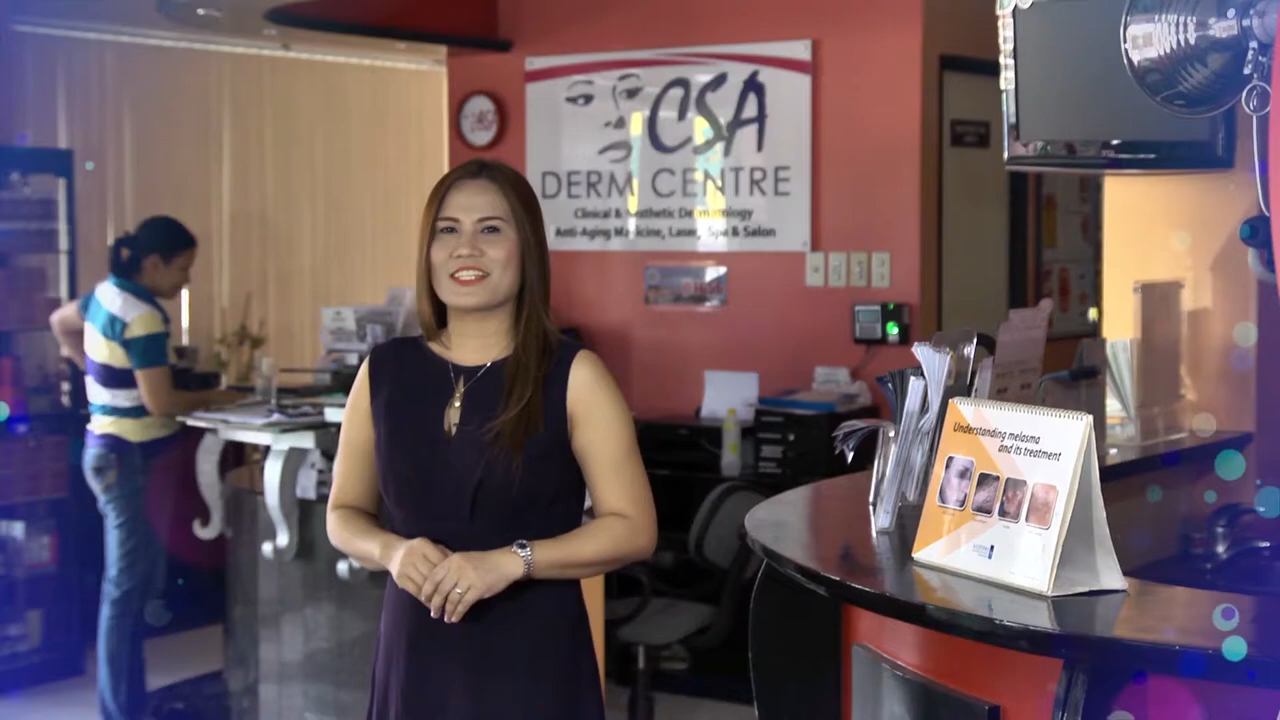 CSA
DERM CENTRE
Clinical & Aesthetic Dermatology
Anti-Aging Medicine, Laser, Spa & Salon
Understanding melasma
and its treatment